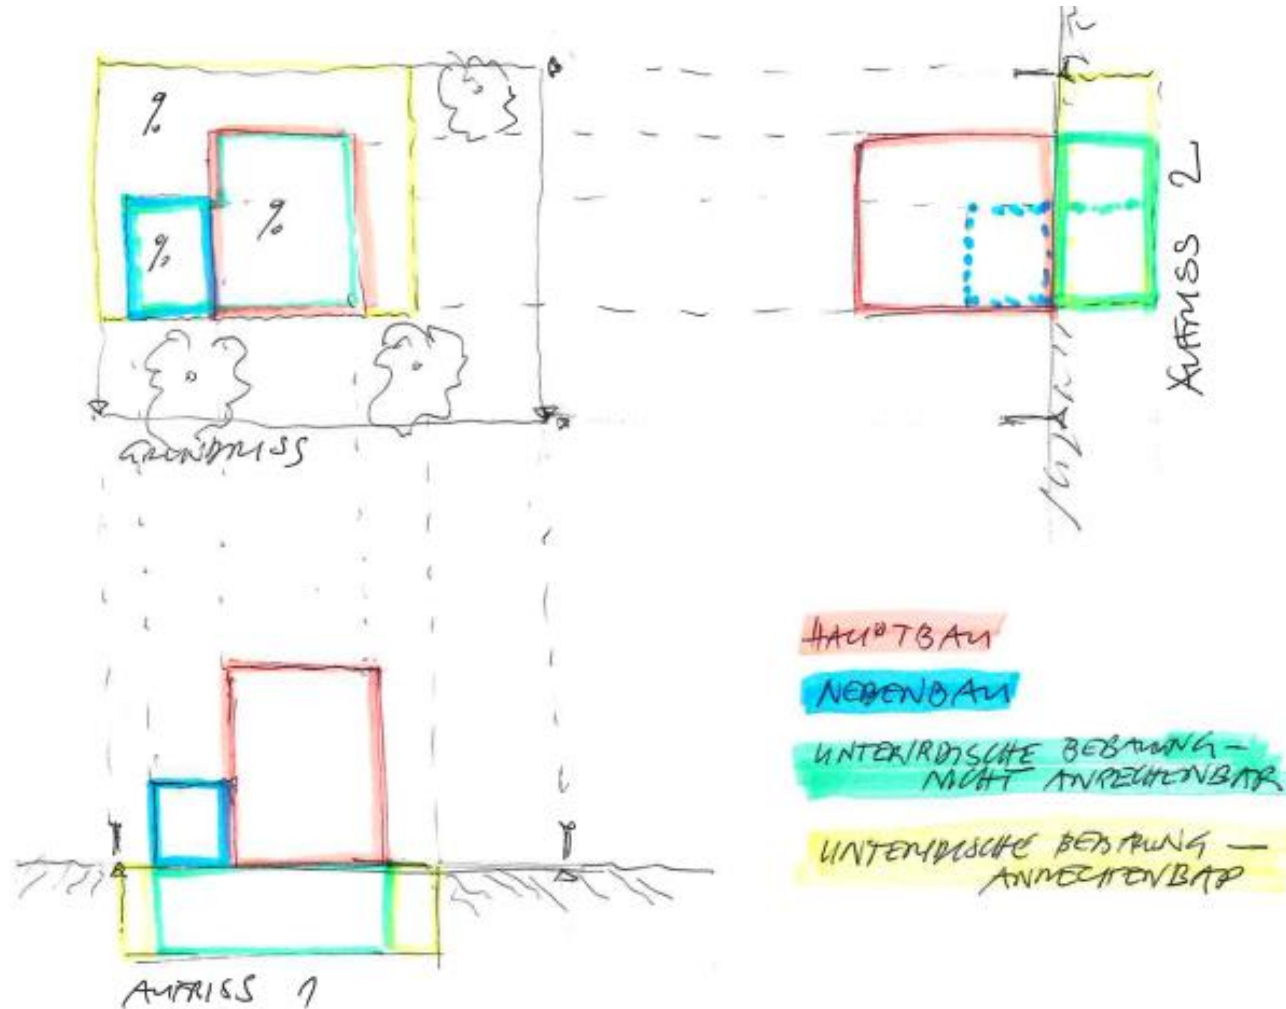 %
%
%
GRUNDRISS
AUFRISS 2
HAUPTBAU
NEBENBAU
UNTERIRDISCHE BEBAUUNG –
NICHT ANRECHENBAR
UNTERIRDISCHE BEBAUUNG –
ANRECHENBAR
AUFRISS 1